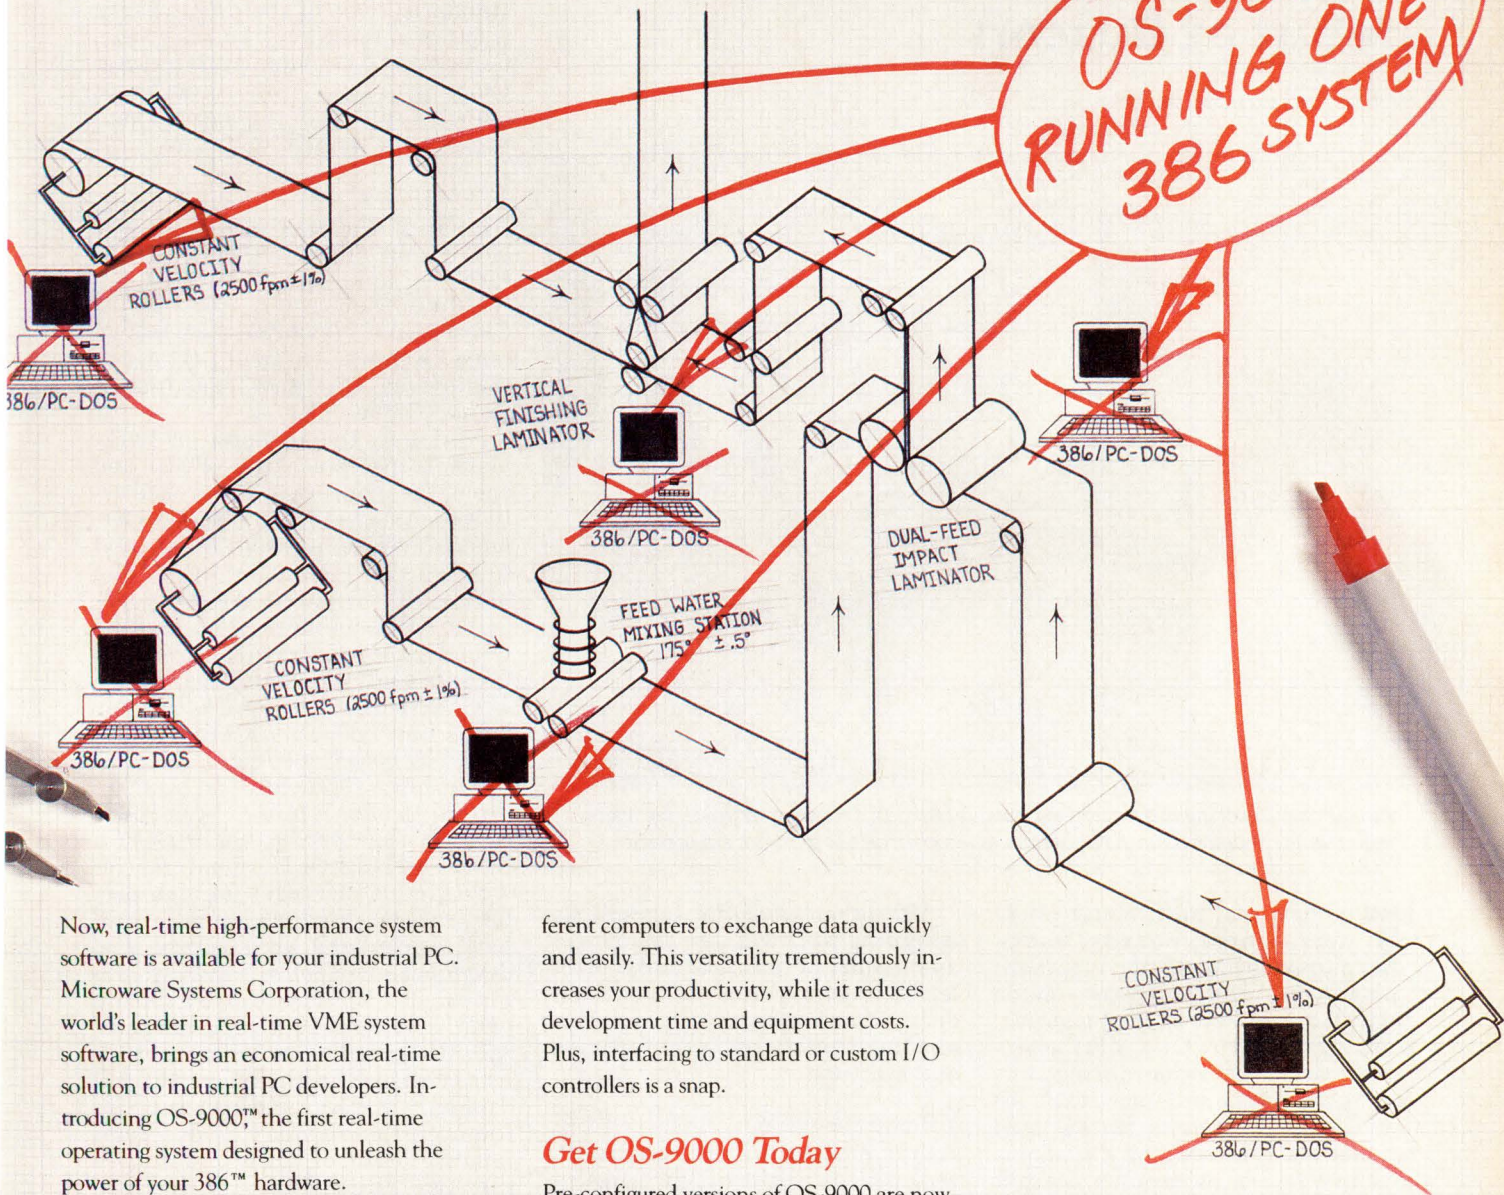 RUNNING ONE
386 SYSTEM
CONSTANT
VELOCITY
ROLLERS (2500 fpm ± 1%)
386/PC-DOS
VERTICAL
FINISHING
LAMINATOR
386/PC-DOS
386/PC-DOS
DUAL-FEED
IMPACT
LAMINATOR
FEED WATER
MIXING STATION
175° ± .5°
CONSTANT
VELOCITY
ROLLERS (2500 fpm ± 1%)
386/PC-DOS
386/PC-DOS
CONSTANT
VELOCITY
ROLLERS (2500 fpm ± 1%)
386/PC-DOS
Now, real-time high-performance system
software is available for your industrial PC.
Microware Systems Corporation, the
world's leader in real-time VME system
software, brings an economical real-time
solution to industrial PC developers. In-
troducing OS-9000,™ the first real-time
operating system designed to unleash the
power of your 386™ hardware.
ferent computers to exchange data quickly
and easily. This versatility tremendously in-
creases your productivity, while it reduces
development time and equipment costs.
Plus, interfacing to standard or custom I/O
controllers is a snap.
Get OS-9000 Today
Pre-configured versions of OS-9000 are now